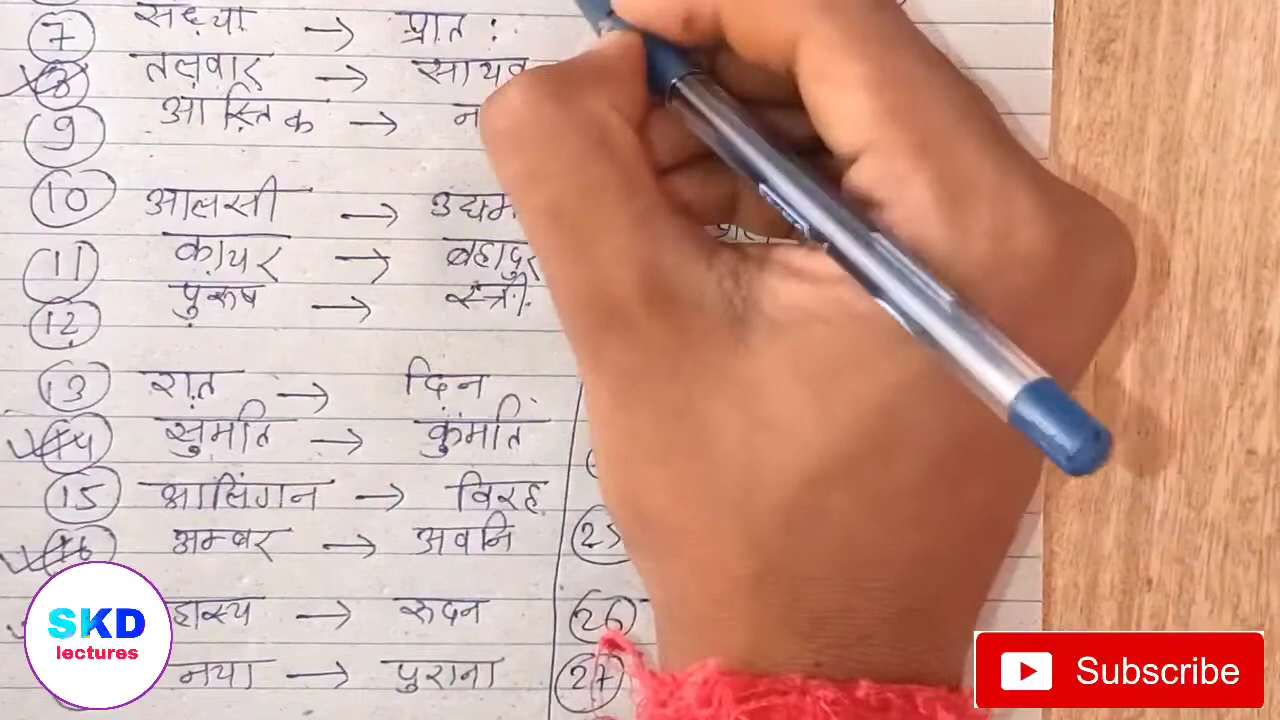 7 संध्या → प्रात :
8 तलवार →
9 आस्तिक →
10 आलसी →
11 कायर → बहादुर
12 पुरूष → स्त्री
13 रात → दिन
14 सुमति → कुमति
15 आलिंगन → विरह
16 अम्बर → अवनि
हास्य → रूदन
नया → पुराना
26
27
SKD
lectures
Subscribe